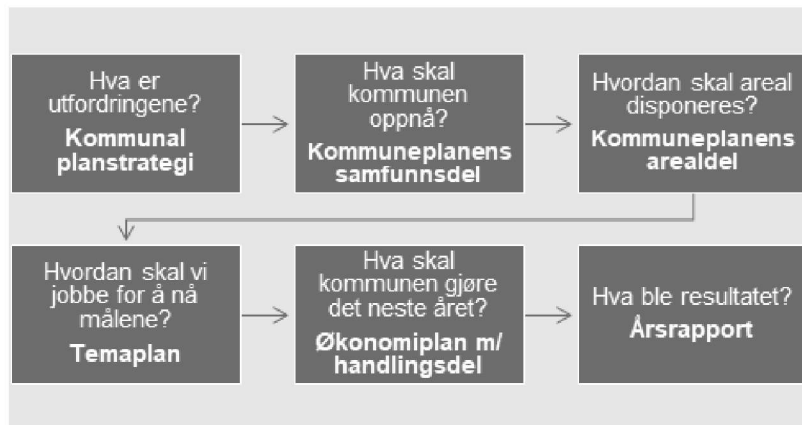 Hva er
utfordringene?
Kommunal
planstrategi
Hva skal
kommunen
oppnå?
Kommuneplanens
samfunnsdel
Hvordan skal areal
disponeres?
Kommuneplanens
arealdel
Hvordan skal vi
jobbe for å nå
målene?
Temaplan
Hva skal
kommunen gjøre
det neste året?
Økonomiplan m/
handlingsdel
Hva ble resultatet?
Årsrapport